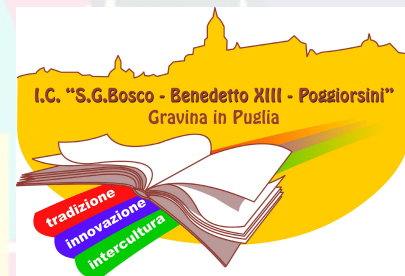 I.C. “S.G.Bosco - Benedetto XIII - Poggiorsini”
Gravina in Puglia
tradizione
innovazione
intercultura